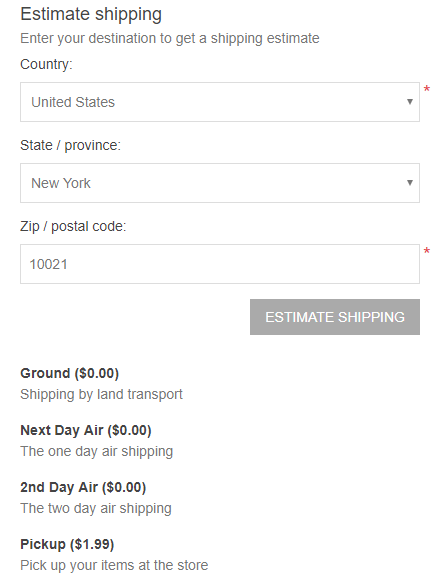 Estimate shipping
Enter your destination to get a shipping estimate
Country:
United States
*
State / province:
New York
Zip / postal code:
10021
*
ESTIMATE SHIPPING
Ground ($0.00)
Shipping by land transport
Next Day Air ($0.00)
The one day air shipping
2nd Day Air ($0.00)
The two day air shipping
Pickup ($1.99)
Pick up your items at the store